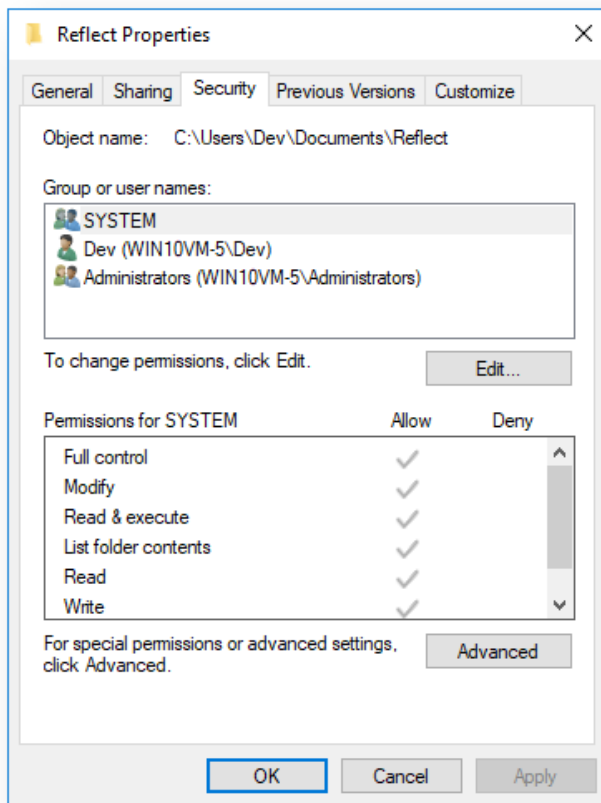 Reflect Properties
General Sharing Security Previous Versions Customize
Object name: C:\Users\Dev\Documents\Reflect
Group or user names:
SYSTEM
Dev (WIN10VM-5\Dev)
Administrators (WIN10VM-5\Administrators)
To change permissions, click Edit. Edit...
Permissions for SYSTEM Allow Deny
Full control
Modify
Read & execute
List folder contents
Read
Write
For special permissions or advanced settings, Advanced
click Advanced.
OK Cancel Apply